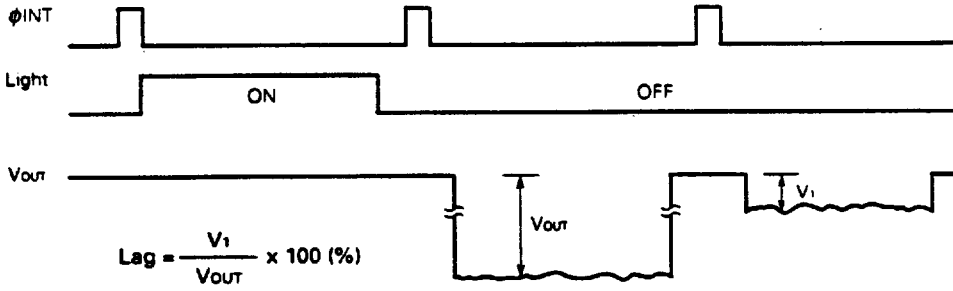 ϕINT
Light
ON
OFF
VOUT
VOUT
V1
Lag = V1 / VOUT x 100 (%)